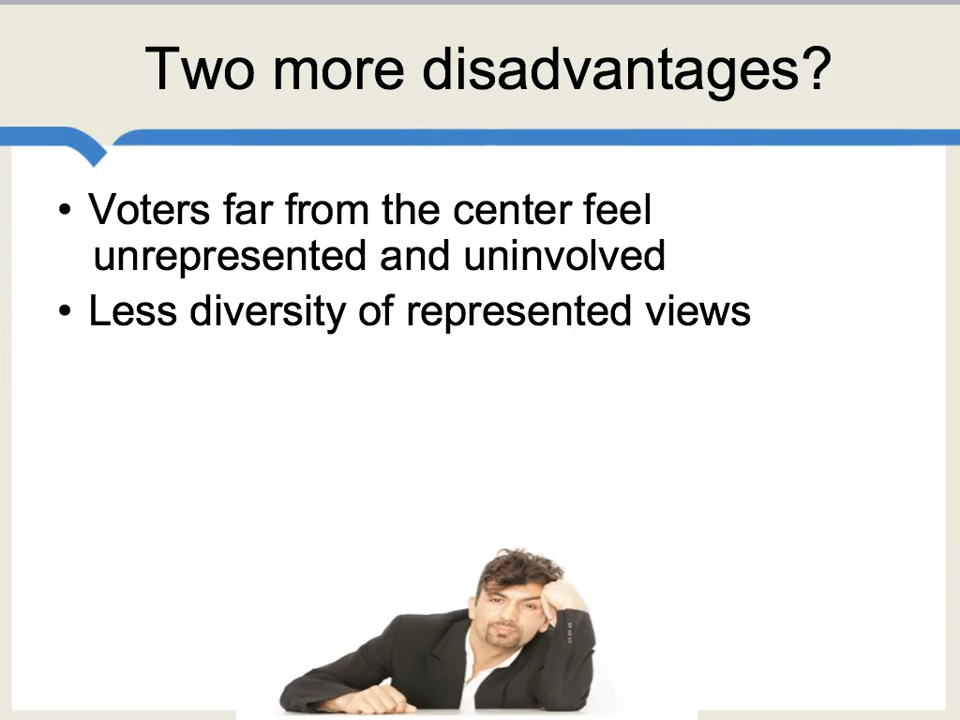 Two more disadvantages?
• Voters far from the center feel
unrepresented and uninvolved
• Less diversity of represented views